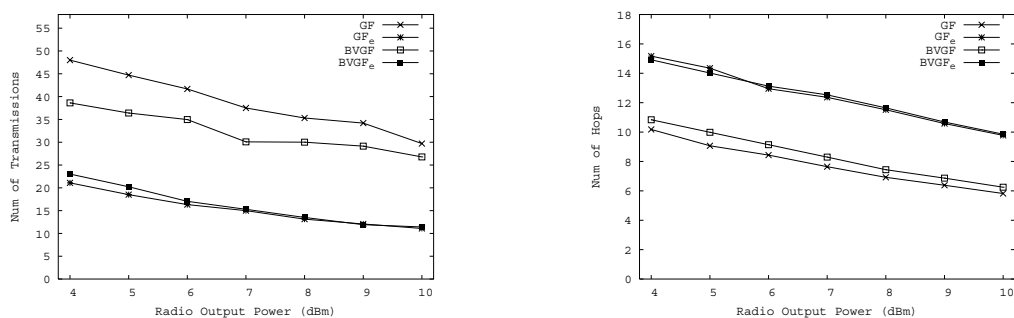 Num of Transmissions
55
50
45
40
35
30
25
20
15
10
5
0
4 5 6 7 8 9 10
Radio Output Power (dBm)
GF
GFe
BVGF
BVGFe
Num of Hops
18
16
14
12
10
8
6
4
2
0
4 5 6 7 8 9 10
Radio Output Power (dBm)
GF
GFe
BVGF
BVGFe